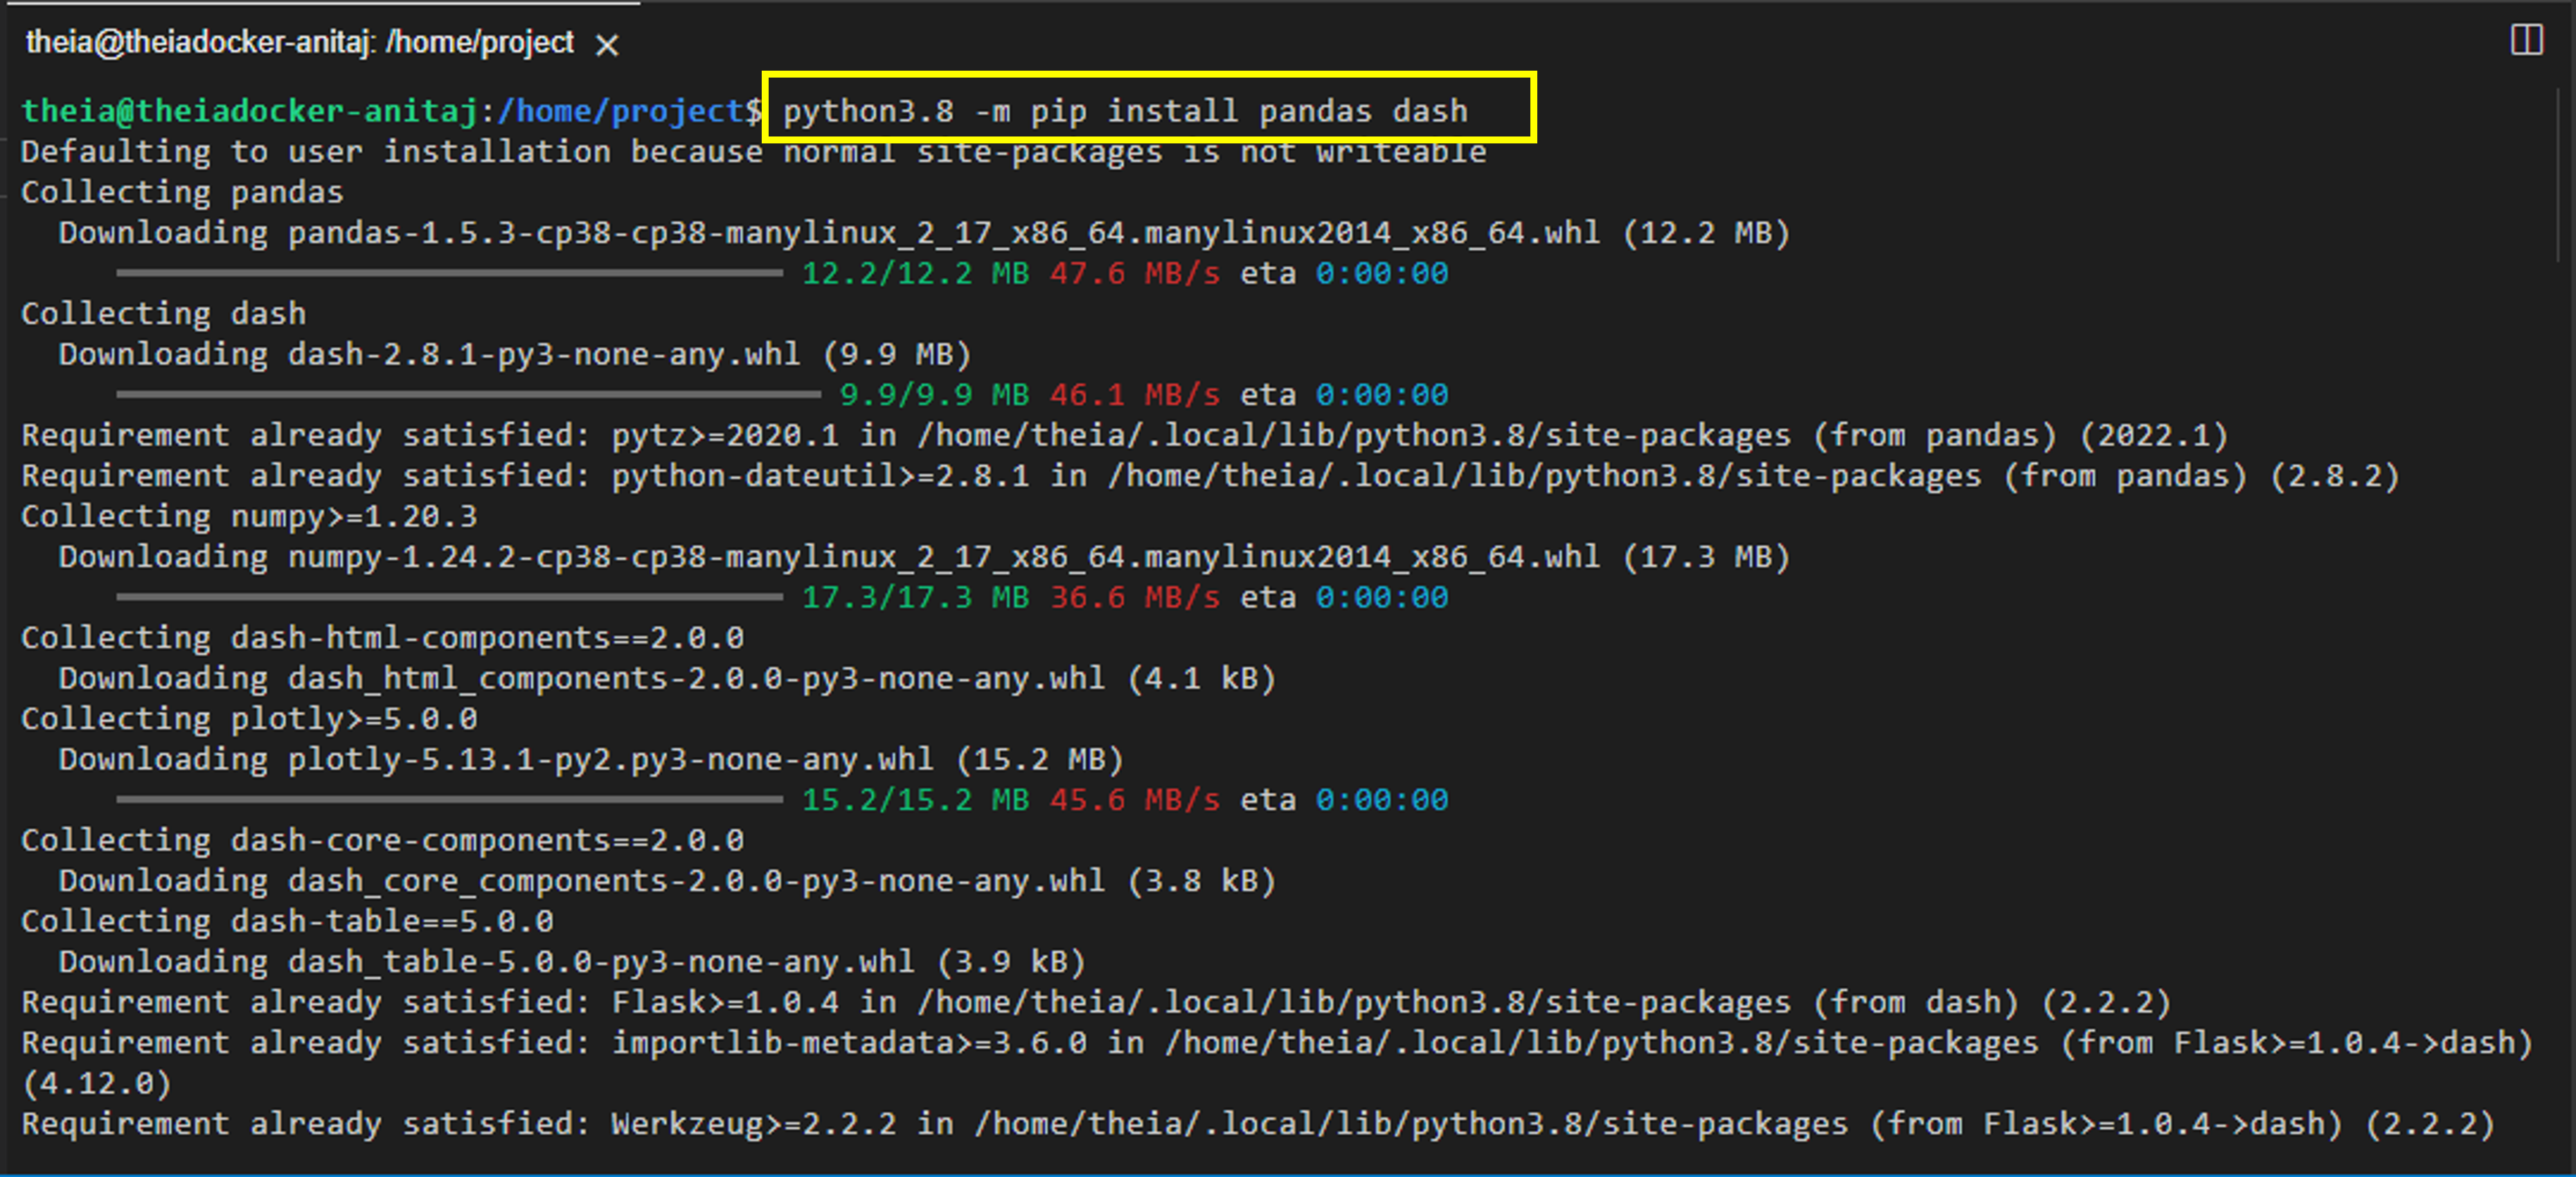 theia@theiadocker-anitaj: /home/project ×
theia@theiadocker-anitaj:/home/project$ python3.8 -m pip install pandas dash
Defaulting to user installation because normal site-packages is not writeable
Collecting pandas
  Downloading pandas-1.5.3-cp38-cp38-manylinux_2_17_x86_64.manylinux2014_x86_64.whl (12.2 MB)
12.2/12.2 MB 47.6 MB/s eta 0:00:00
Collecting dash
  Downloading dash-2.8.1-py3-none-any.whl (9.9 MB)
9.9/9.9 MB 46.1 MB/s eta 0:00:00
Requirement already satisfied: pytz>=2020.1 in /home/theia/.local/lib/python3.8/site-packages (from pandas) (2022.1)
Requirement already satisfied: python-dateutil>=2.8.1 in /home/theia/.local/lib/python3.8/site-packages (from pandas) (2.8.2)
Collecting numpy>=1.20.3
  Downloading numpy-1.24.2-cp38-cp38-manylinux_2_17_x86_64.manylinux2014_x86_64.whl (17.3 MB)
17.3/17.3 MB 36.6 MB/s eta 0:00:00
Collecting dash-html-components==2.0.0
  Downloading dash_html_components-2.0.0-py3-none-any.whl (4.1 kB)
Collecting plotly>=5.0.0
  Downloading plotly-5.13.1-py2.py3-none-any.whl (15.2 MB)
15.2/15.2 MB 45.6 MB/s eta 0:00:00
Collecting dash-core-components==2.0.0
  Downloading dash_core_components-2.0.0-py3-none-any.whl (3.8 kB)
Collecting dash-table==5.0.0
  Downloading dash_table-5.0.0-py3-none-any.whl (3.9 kB)
Requirement already satisfied: Flask>=1.0.4 in /home/theia/.local/lib/python3.8/site-packages (from dash) (2.2.2)
Requirement already satisfied: importlib-metadata>=3.6.0 in /home/theia/.local/lib/python3.8/site-packages (from Flask>=1.0.4->dash)
(4.12.0)
Requirement already satisfied: Werkzeug>=2.2.2 in /home/theia/.local/lib/python3.8/site-packages (from Flask>=1.0.4->dash) (2.2.2)